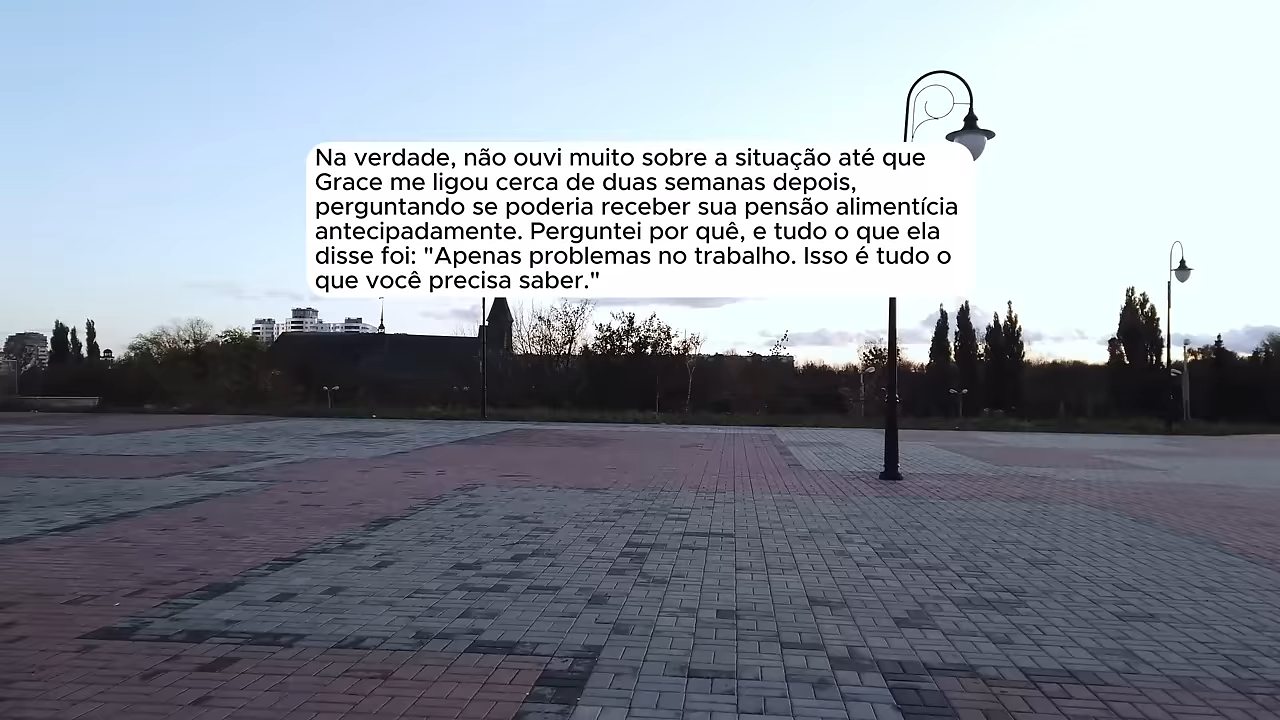 Na verdade, não ouvi muito sobre a situação até que
Grace me ligou cerca de duas semanas depois,
perguntando se poderia receber sua pensão alimentícia
antecipadamente. Perguntei por quê, e tudo o que ela
disse foi: "Apenas problemas no trabalho. Isso é tudo o
que você precisa saber."